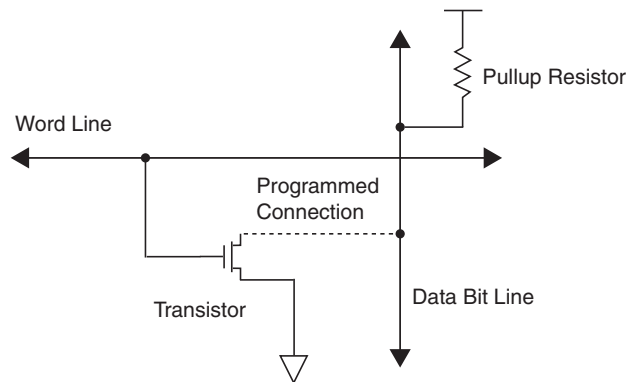 Pullup Resistor
Word Line
Programmed
Connection
Data Bit Line
Transistor